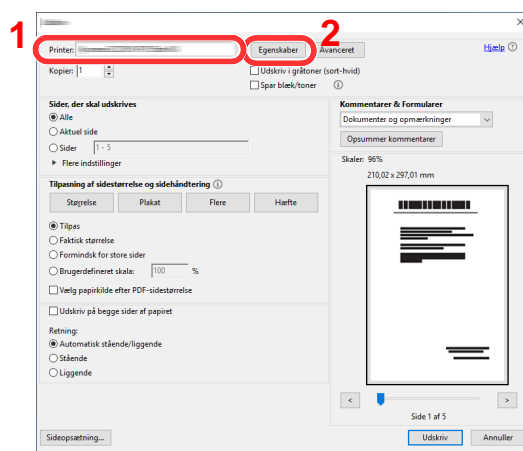 1
2
Printer:
Egenskaber
Avanceret
Hjælp
Kopier: 1
Udskriv i gråtoner (sort-hvid)
Spar blæk/toner
Sider, der skal udskrives
Alle
Aktuel side
Sider 1 - 5
Flere indstillinger
Tilpasning af sidestørrelse og sidehåndtering
Størrelse Plakat Flere Hæfte
Tilpas
Faktisk størrelse
Formindsk for store sider
Brugerdefineret skala: 100 %
Vælg papirkilde efter PDF-sidestørrelse
Udskriv på begge sider af papiret
Retning:
Automatisk stående/liggende
Stående
Liggende
Kommentarer & Formularer
Dokumenter og opmærkninger
Opsummer kommentarer
Skaler: 96%
210,02 x 297,01 mm
< >
Side 1 af 5
Sideopsætning...
Udskriv
Annuller